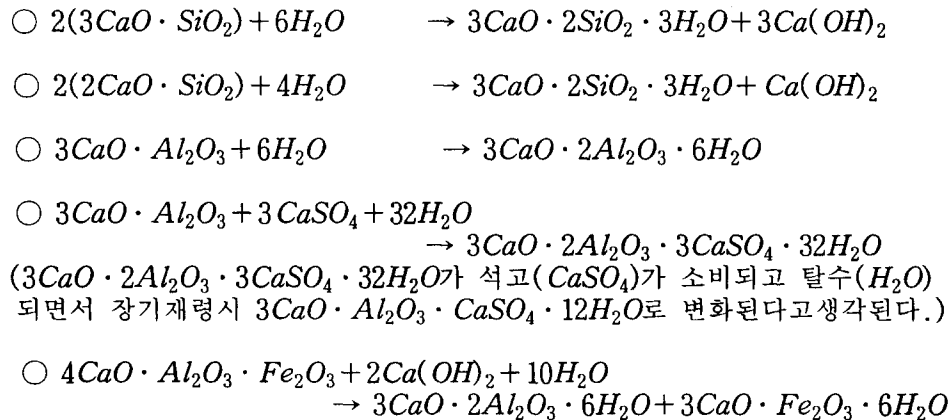 ○ 2(3CaO · SiO₂)+6H₂O → 3CaO · 2SiO₂ · 3H₂O+3Ca(OH)₂
○ 2(2CaO · SiO₂)+4H₂O → 3CaO · 2SiO₂ · 3H₂O+Ca(OH)₂
○ 3CaO · Al₂O₃+6H₂O → 3CaO · 2Al₂O₃ · 6H₂O
○ 3CaO · Al₂O₃+3CaSO₄+32H₂O
→ 3CaO · 2Al₂O₃ · 3CaSO₄ · 32H₂O
(3CaO · 2Al₂O₃ · 3CaSO₄ · 32H₂O가 석고(CaSO₄)가 소비되고 탈수(H₂O)
되면서 장기재령시 3CaO · Al₂O₃ · CaSO₄ · 12H₂O로 변화된다고생각된다.)
○ 4CaO · Al₂O₃ · Fe₂O₃+2Ca(OH)₂+10H₂O
→ 3CaO · 2Al₂O₃ · 6H₂O+3CaO · Fe₂O₃ · 6H₂O